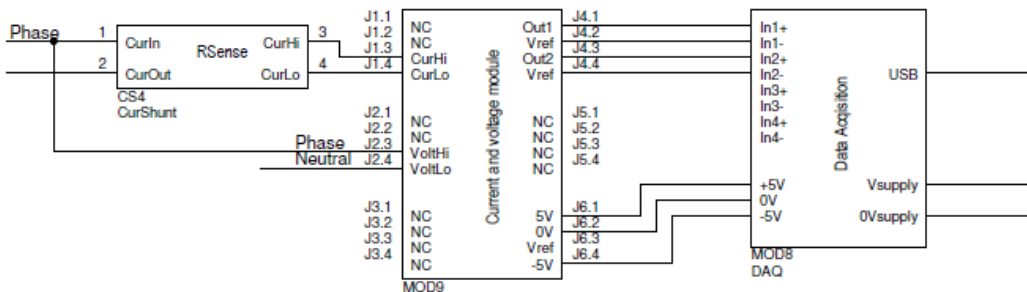 Phase
1
CurIn
RSense
CurHi
3
2
CurOut
CurLo
4
CS4
CurShunt
J1.1
J1.2
J1.3
J1.4
NC
NC
CurHi
CurLo
J2.1
J2.2
J2.3
J2.4
Phase
Neutral
NC
NC
VoltHi
VoltLo
J3.1
J3.2
J3.3
J3.4
NC
NC
NC
NC
Current and voltage module
Out1
Vref
Out2
Vref
J4.1
J4.2
J4.3
J4.4
NC
NC
NC
NC
J5.1
J5.2
J5.3
J5.4
5V
0V
Vref
-5V
J6.1
J6.2
J6.3
J6.4
MOD9
In1+
In1-
In2+
In2-
In3+
In3-
In4+
In4-
+5V
0V
-5V
Data Acqisition
USB
Vsupply
0Vsupply
MOD8
DAQ